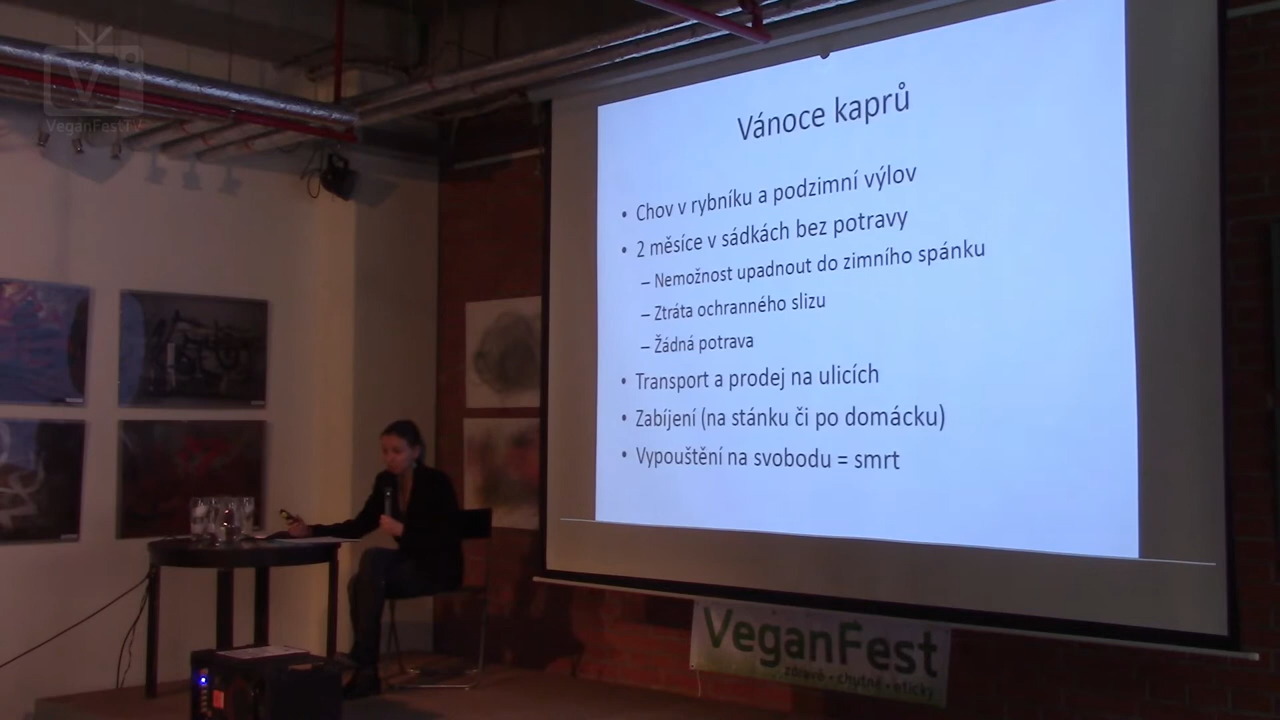 VeganFestTV
Vánoce kaprů
• Chov v rybníku a podzimní výlov
• 2 měsíce v sádkách bez potravy
– Nemožnost upadnout do zimního spánku
– Ztráta ochranného slizu
– Žádná potrava
• Transport a prodej na ulicích
• Zabíjení (na stánku či po domácku)
• Vypouštění na svobodu = smrt
VeganFest
zdravě • chutně • eticky